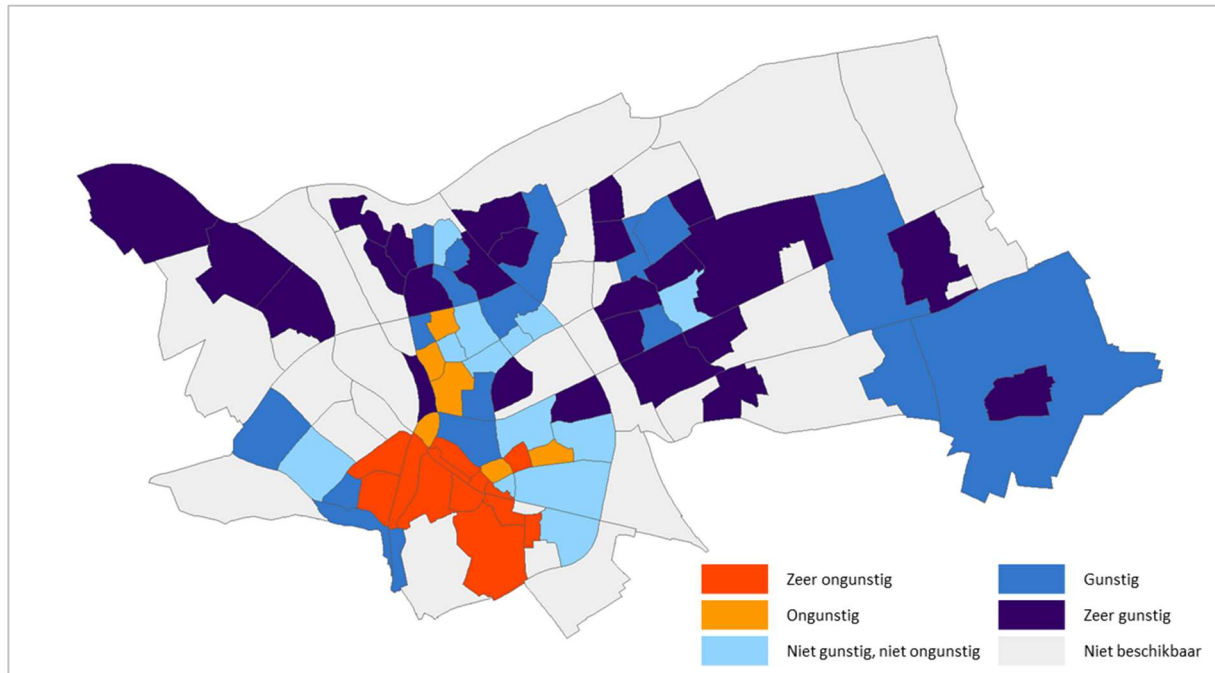 Zeer ongunstig
Ongunstig
Niet gunstig, niet ongunstig
Gunstig
Zeer gunstig
Niet beschikbaar